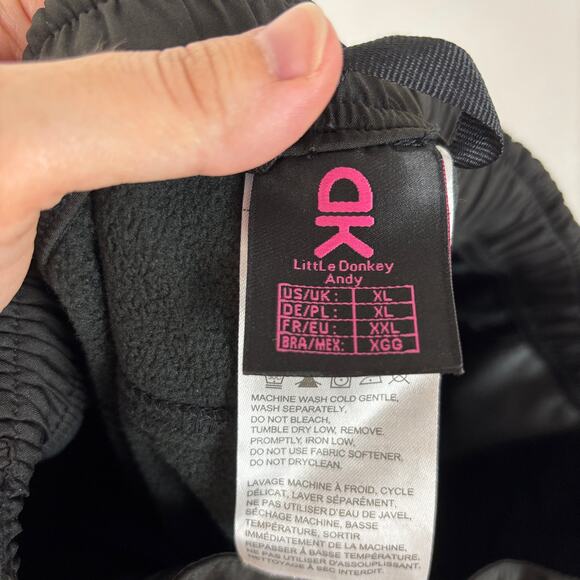 DK
LittLe Donkey
Andy
US/UK: XL
DE/PL: XL
FR/EU: XXL
BRA/MEX: XGG
MACHINE WASH COLD GENTLE,
WASH SEPARATELY,
DO NOT BLEACH,
TUMBLE DRY LOW, REMOVE
PROMPTLY, IRON LOW,
DO NOT USE FABRIC SOFTENER,
DO NOT DRYCLEAN.
LAVAGE MACHINE À FROID, CYCLE
DÉLICAT, LAVER SÉPARÉMENT,
NE PAS UTILISER D'EAU DE JAVEL,
SÉCHAGE MACHINE, BASSE
TEMPÉRATURE, SORTIR
IMMÉDIATEMENT DE LA MACHINE,
REPASSER À BASSE TEMPÉRATURE,
NE PAS UTILISER D'ASSOUPLISSANT,
NETTOYAGE À SEC INTERDIT.